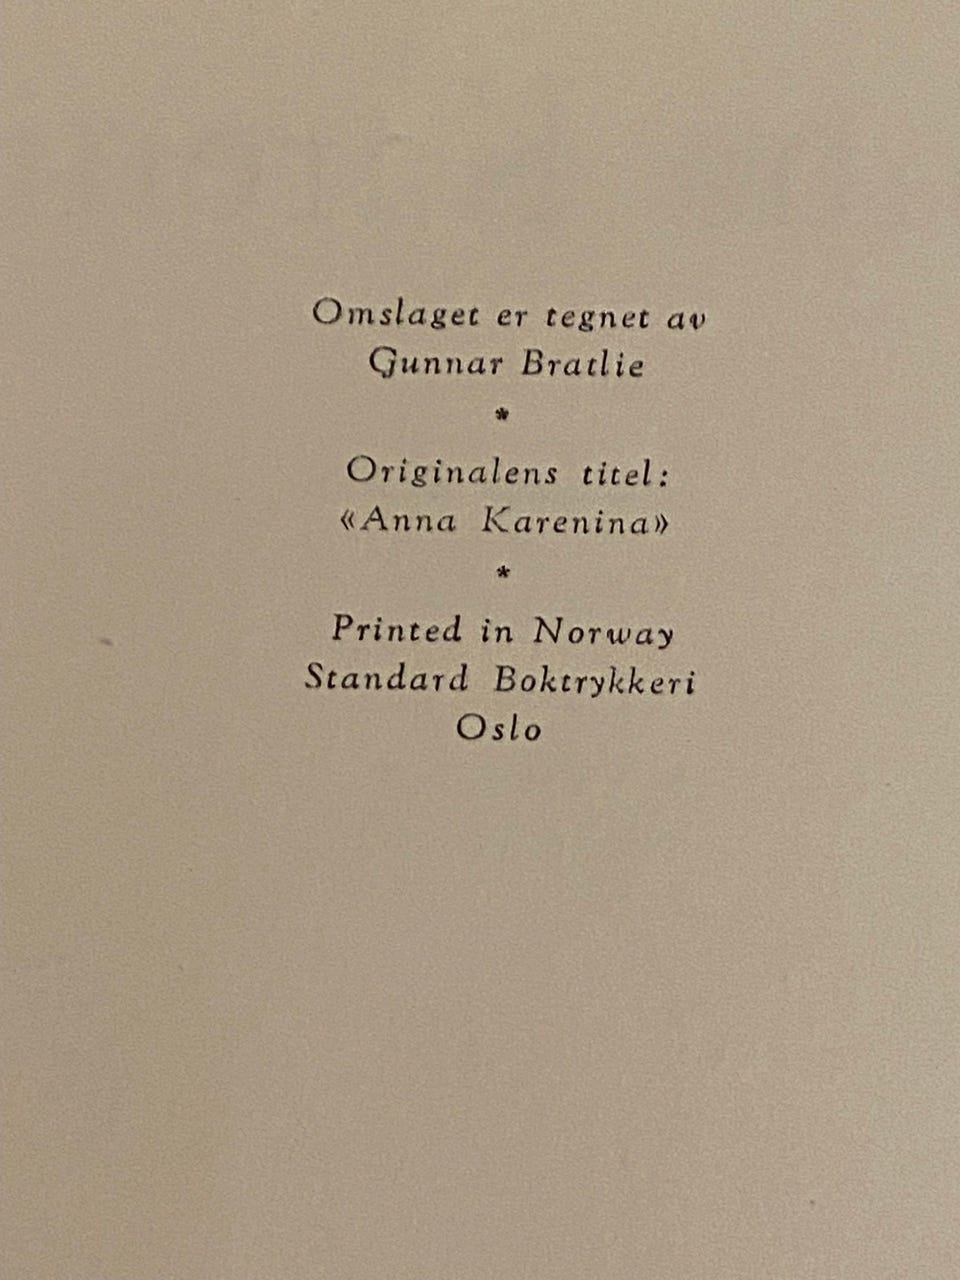 Omslaget er tegnet av
Gunnar Bratlie
*
Originalens titel:
«Anna Karenina»
*
Printed in Norway
Standard Boktrykkeri
Oslo